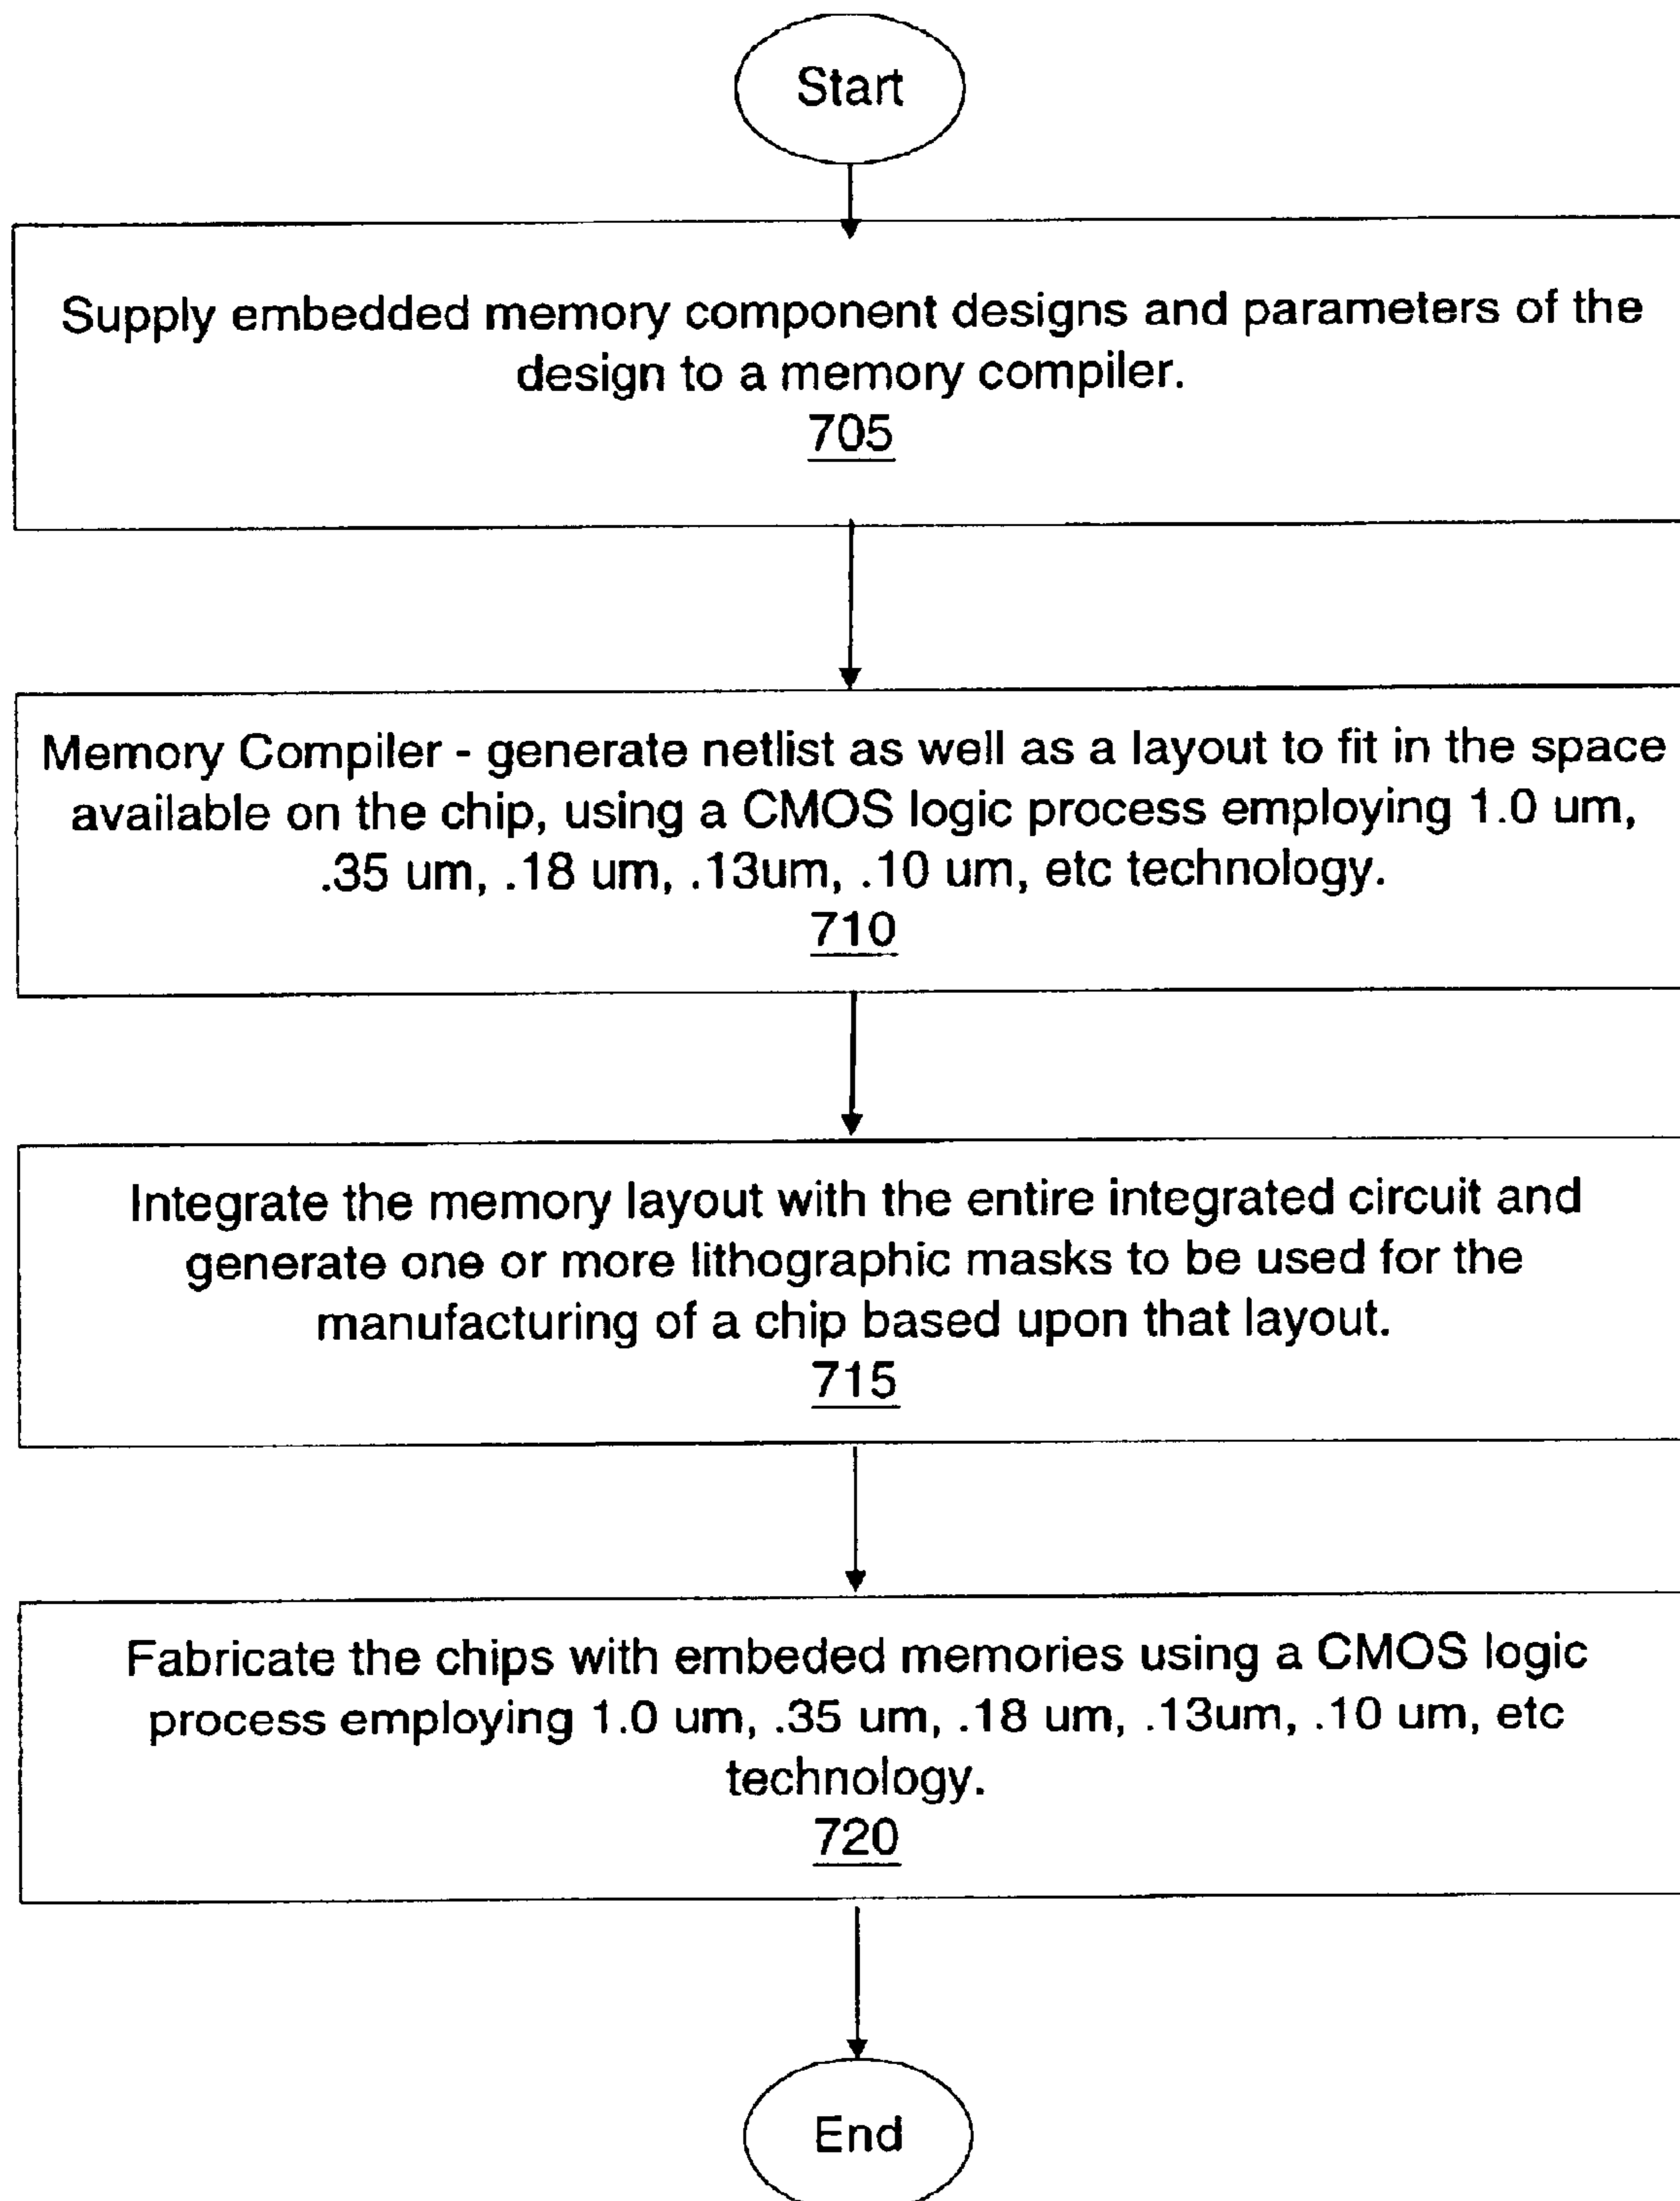 Start
Supply embedded memory component designs and parameters of the
design to a memory compiler.
705
Memory Compiler - generate netlist as well as a layout to fit in the space
available on the chip, using a CMOS logic process employing 1.0 um,
.35 um, .18 um, .13um, .10 um, etc technology.
710
Integrate the memory layout with the entire integrated circuit and
generate one or more lithographic masks to be used for the
manufacturing of a chip based upon that layout.
715
Fabricate the chips with embeded memories using a CMOS logic
process employing 1.0 um, .35 um, .18 um, .13um, .10 um, etc
technology.
720
End